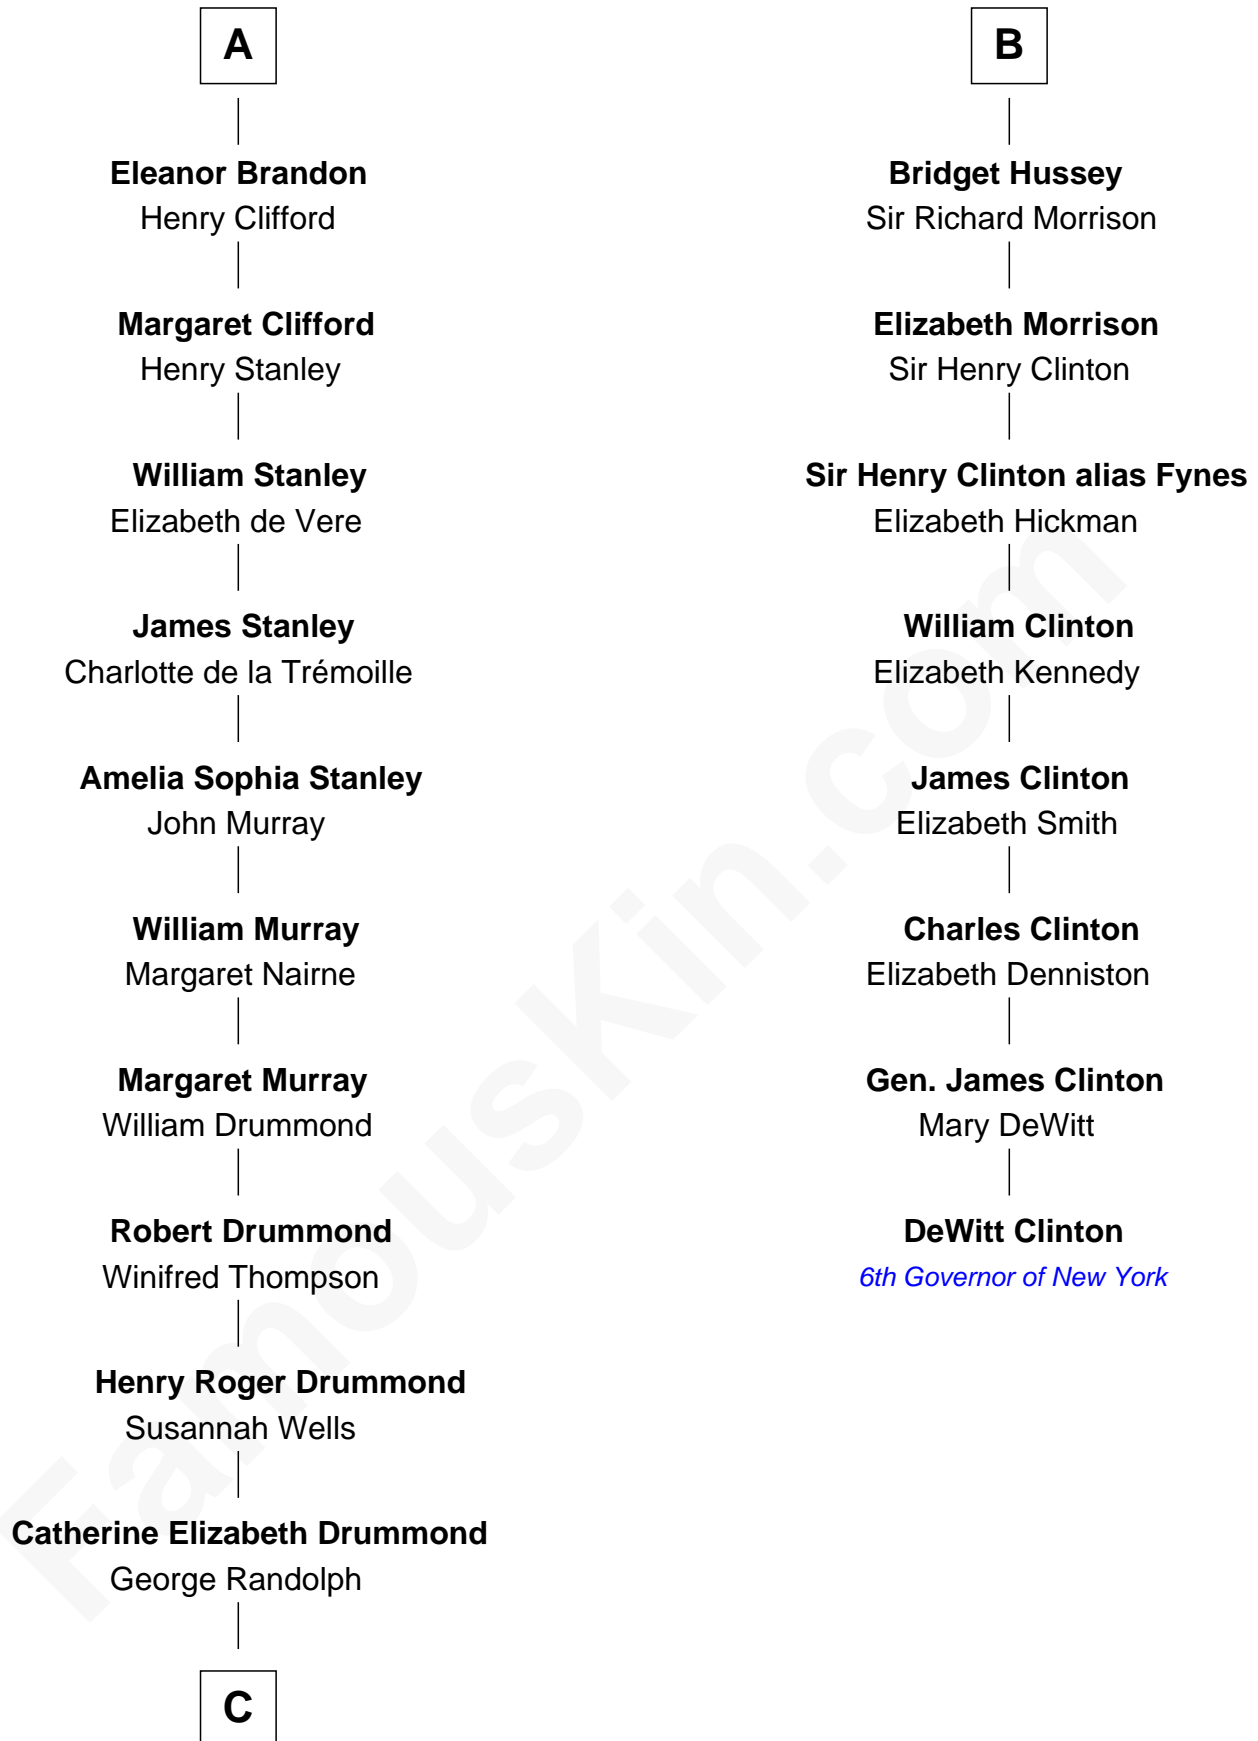 A
Eleanor Brandon
Henry Clifford
Margaret Clifford
Henry Stanley
William Stanley
Elizabeth de Vere
James Stanley
Charlotte de la Trémoille
Amelia Sophia Stanley
John Murray
William Murray
Margaret Nairne
Margaret Murray
William Drummond
Robert Drummond
Winifred Thompson
Henry Roger Drummond
Susannah Wells
Catherine Elizabeth Drummond
George Randolph
C
B
Bridget Hussey
Sir Richard Morrison
Elizabeth Morrison
Sir Henry Clinton
Sir Henry Clinton alias Fynes
Elizabeth Hickman
William Clinton
Elizabeth Kennedy
James Clinton
Elizabeth Smith
Charles Clinton
Elizabeth Denniston
Gen. James Clinton
Mary DeWitt
DeWitt Clinton
6th Governor of New York
FamousKin.com